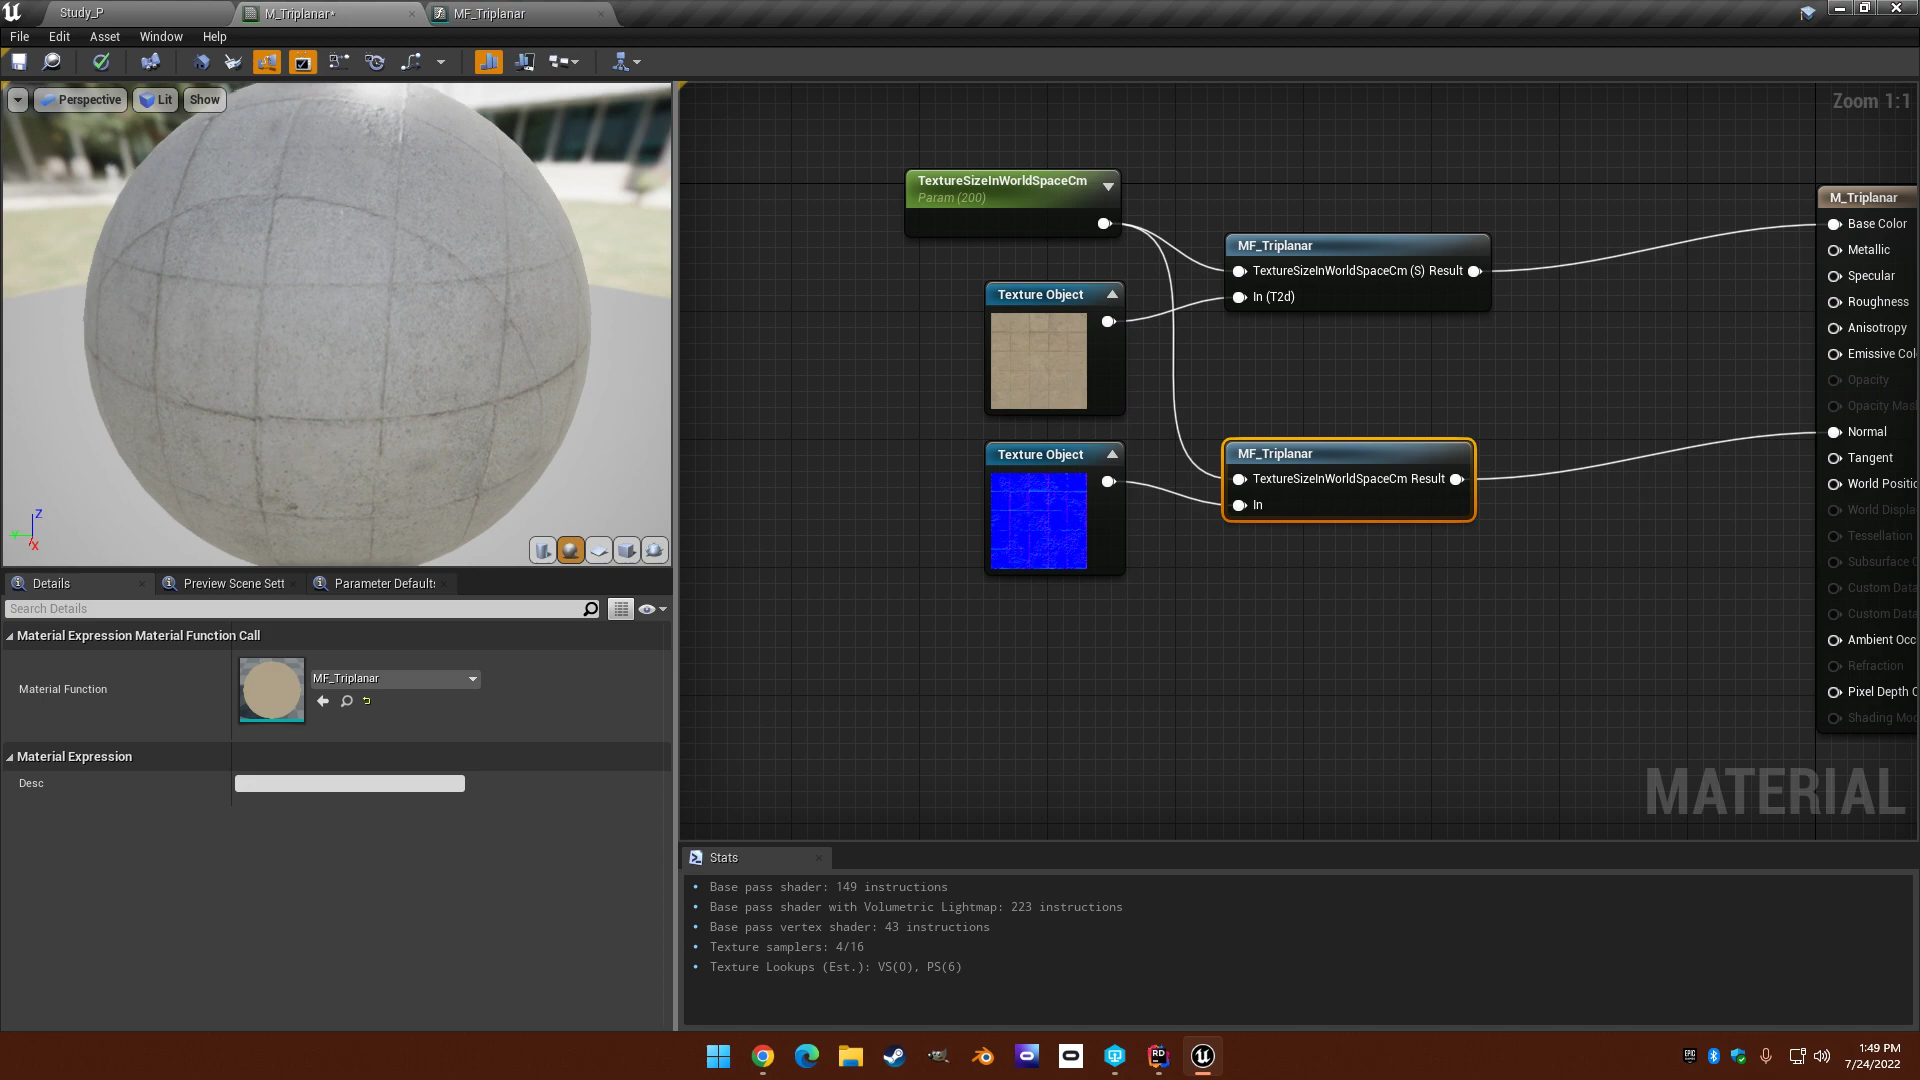 Study_P
M_Triplanar*
MF_Triplanar
File Edit Asset Window Help
Perspective
Lit
Show
Z
Y
X
Details
Preview Scene Sett
Parameter Defaults
Search Details
Material Expression Material Function Call
Material Function
MF_Triplanar
Material Expression
Desc
Zoom 1:1
TextureSizeInWorldSpaceCm
Param (200)
Texture Object
Texture Object
MF_Triplanar
TextureSizeInWorldSpaceCm (S) Result
In (T2d)
MF_Triplanar
TextureSizeInWorldSpaceCm Result
In
M_Triplanar
Base Color
Metallic
Specular
Roughness
Anisotropy
Emissive Col
Opacity
Opacity Mas
Normal
Tangent
World Positio
World Displa
Tessellation
Subsurface C
Custom Data
Custom Data
Ambient Occ
Refraction
Pixel Depth O
Shading Mod
MATERIAL
Stats
Base pass shader: 149 instructions
Base pass shader with Volumetric Lightmap: 223 instructions
Base pass vertex shader: 43 instructions
Texture samplers: 4/16
Texture Lookups (Est.): VS(0), PS(6)
RD
EPIC
1:49 PM
7/24/2022